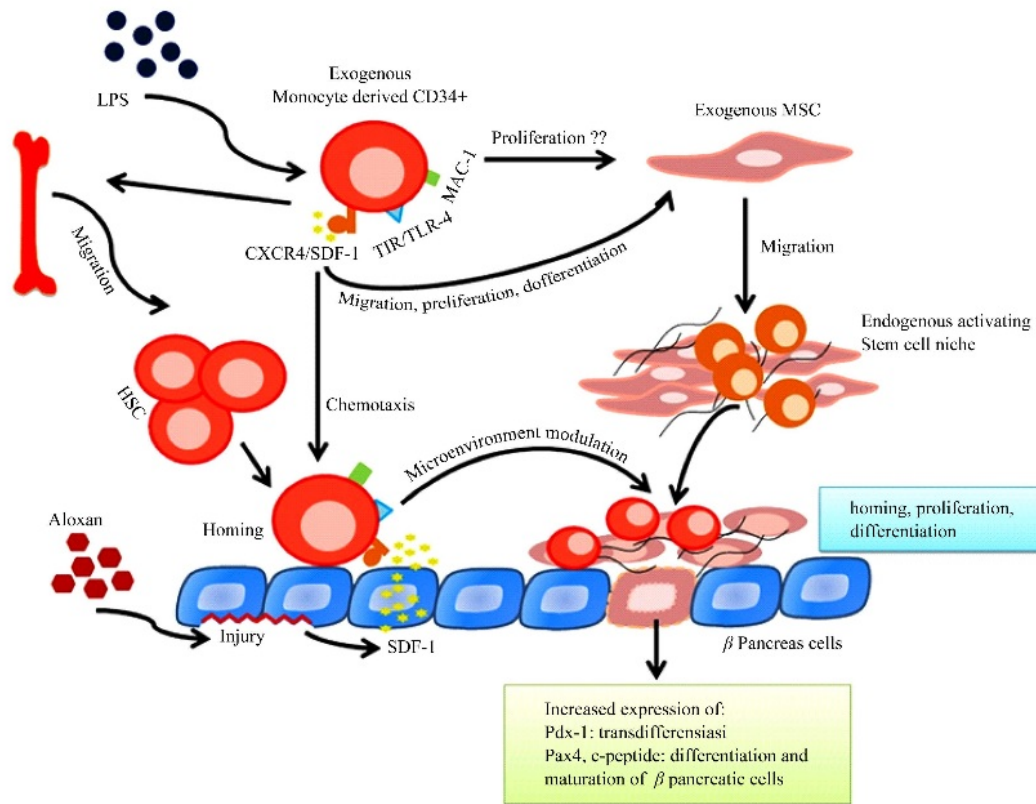 LPS
Exogenous
Monocyte derived CD34+
Exogenous MSC
Proliferation ??
MAC-1
TIR/TLR-4
CXCR4/SDF-1
Migration
Migration, preliferation, dofferentiation
Migration
Endogenous activating
Stem cell niche
HSC
Chemotaxis
Microenvironment modulation
homing, proliferation,
differentiation
Homing
Aloxan
Injury
SDF-1
β Pancreas cells
Increased expression of:
Pdx-1: transdifferensiasi
Pax4, c-peptide: differentiation and
maturation of β pancreatic cells